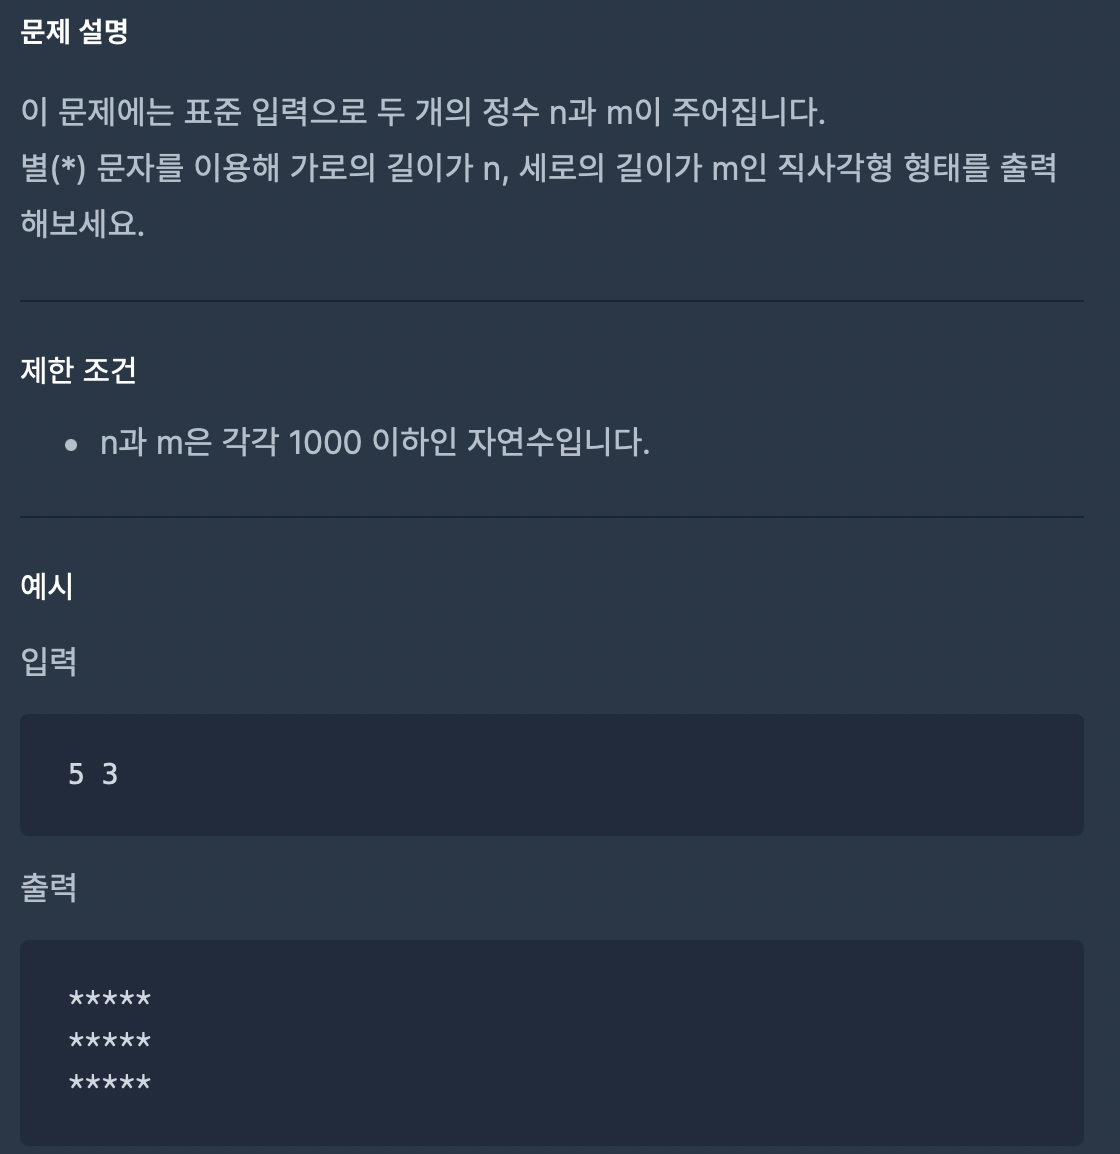 문제 설명
이 문제에는 표준 입력으로 두 개의 정수 n과 m이 주어집니다.
별(*) 문자를 이용해 가로의 길이가 n, 세로의 길이가 m인 직사각형 형태를 출력
해보세요.
제한 조건
• n과 m은 각각 1000 이하인 자연수입니다.
예시
입력
5 3
출력
*****
*****
*****